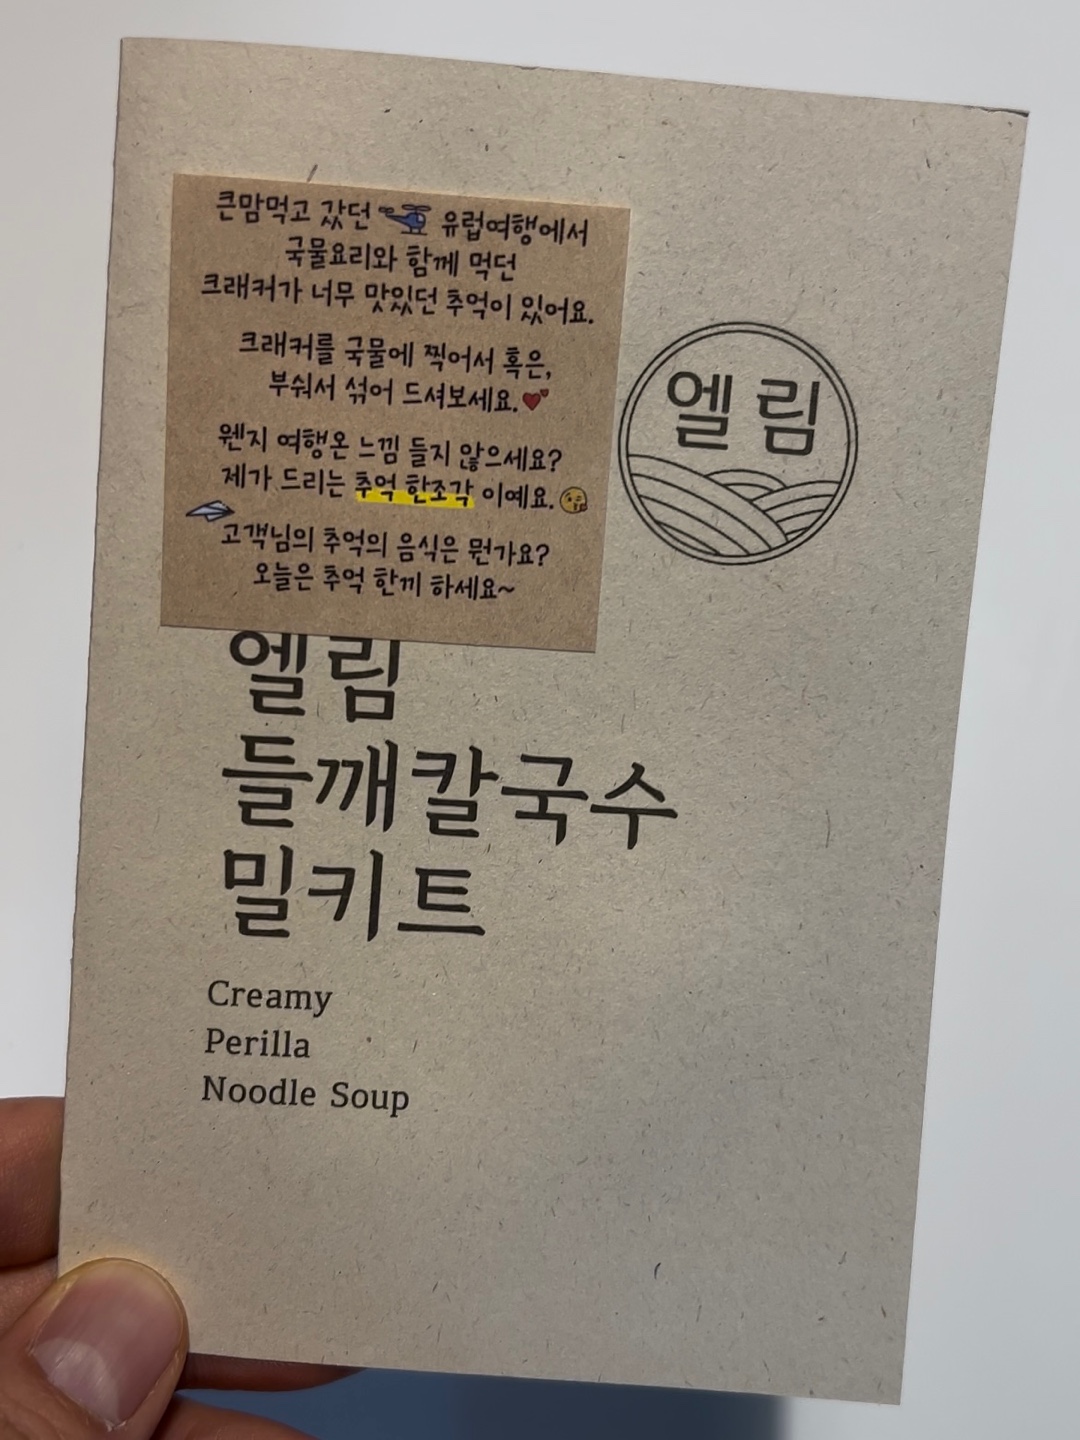 큰맘먹고 갔던 유럽여행에서
국물요리와 함께 먹던
크래커가 너무 맛있던 추억이 있어요.
크래커를 국물에 찍어서 혹은,
부숴서 섞어 드셔보세요.
웬지 여행온 느낌 들지 않으세요?
제가 드리는 추억 한조각 이예요.
고객님의 추억의 음식은 뭔가요?
오늘은 추억 한끼 하세요~
엘림
엘림
들깨칼국수
밀키트
Creamy
Perilla
Noodle Soup